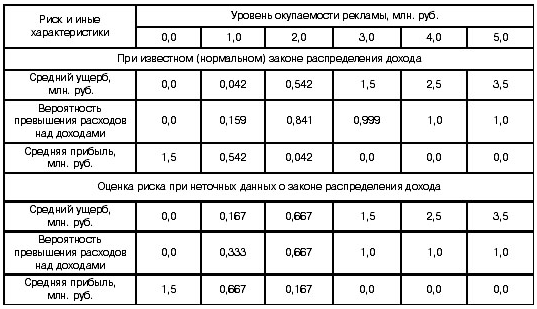 Риск и иные характеристики Уровень окупаемости рекламы, млн. руб.
0,0 1,0 2,0 3,0 4,0 5,0
При известном (нормальном) законе распределения дохода
Средний ущерб, млн. руб. 0,0 0,042 0,542 1,5 2,5 3,5
Вероятность превышения расходов над доходами 0,0 0,159 0,841 0,999 1,0 1,0
Средняя прибыль, млн. руб. 1,5 0,542 0,042 0,0 0,0 0,0
Оценка риска при неточных данных о законе распределения дохода
Средний ущерб, млн. руб. 0,0 0,167 0,667 1,5 2,5 3,5
Вероятность превышения расходов над доходами 0,0 0,333 0,667 1,0 1,0 1,0
Средняя прибыль, млн. руб. 1,5 0,667 0,167 0,0 0,0 0,0